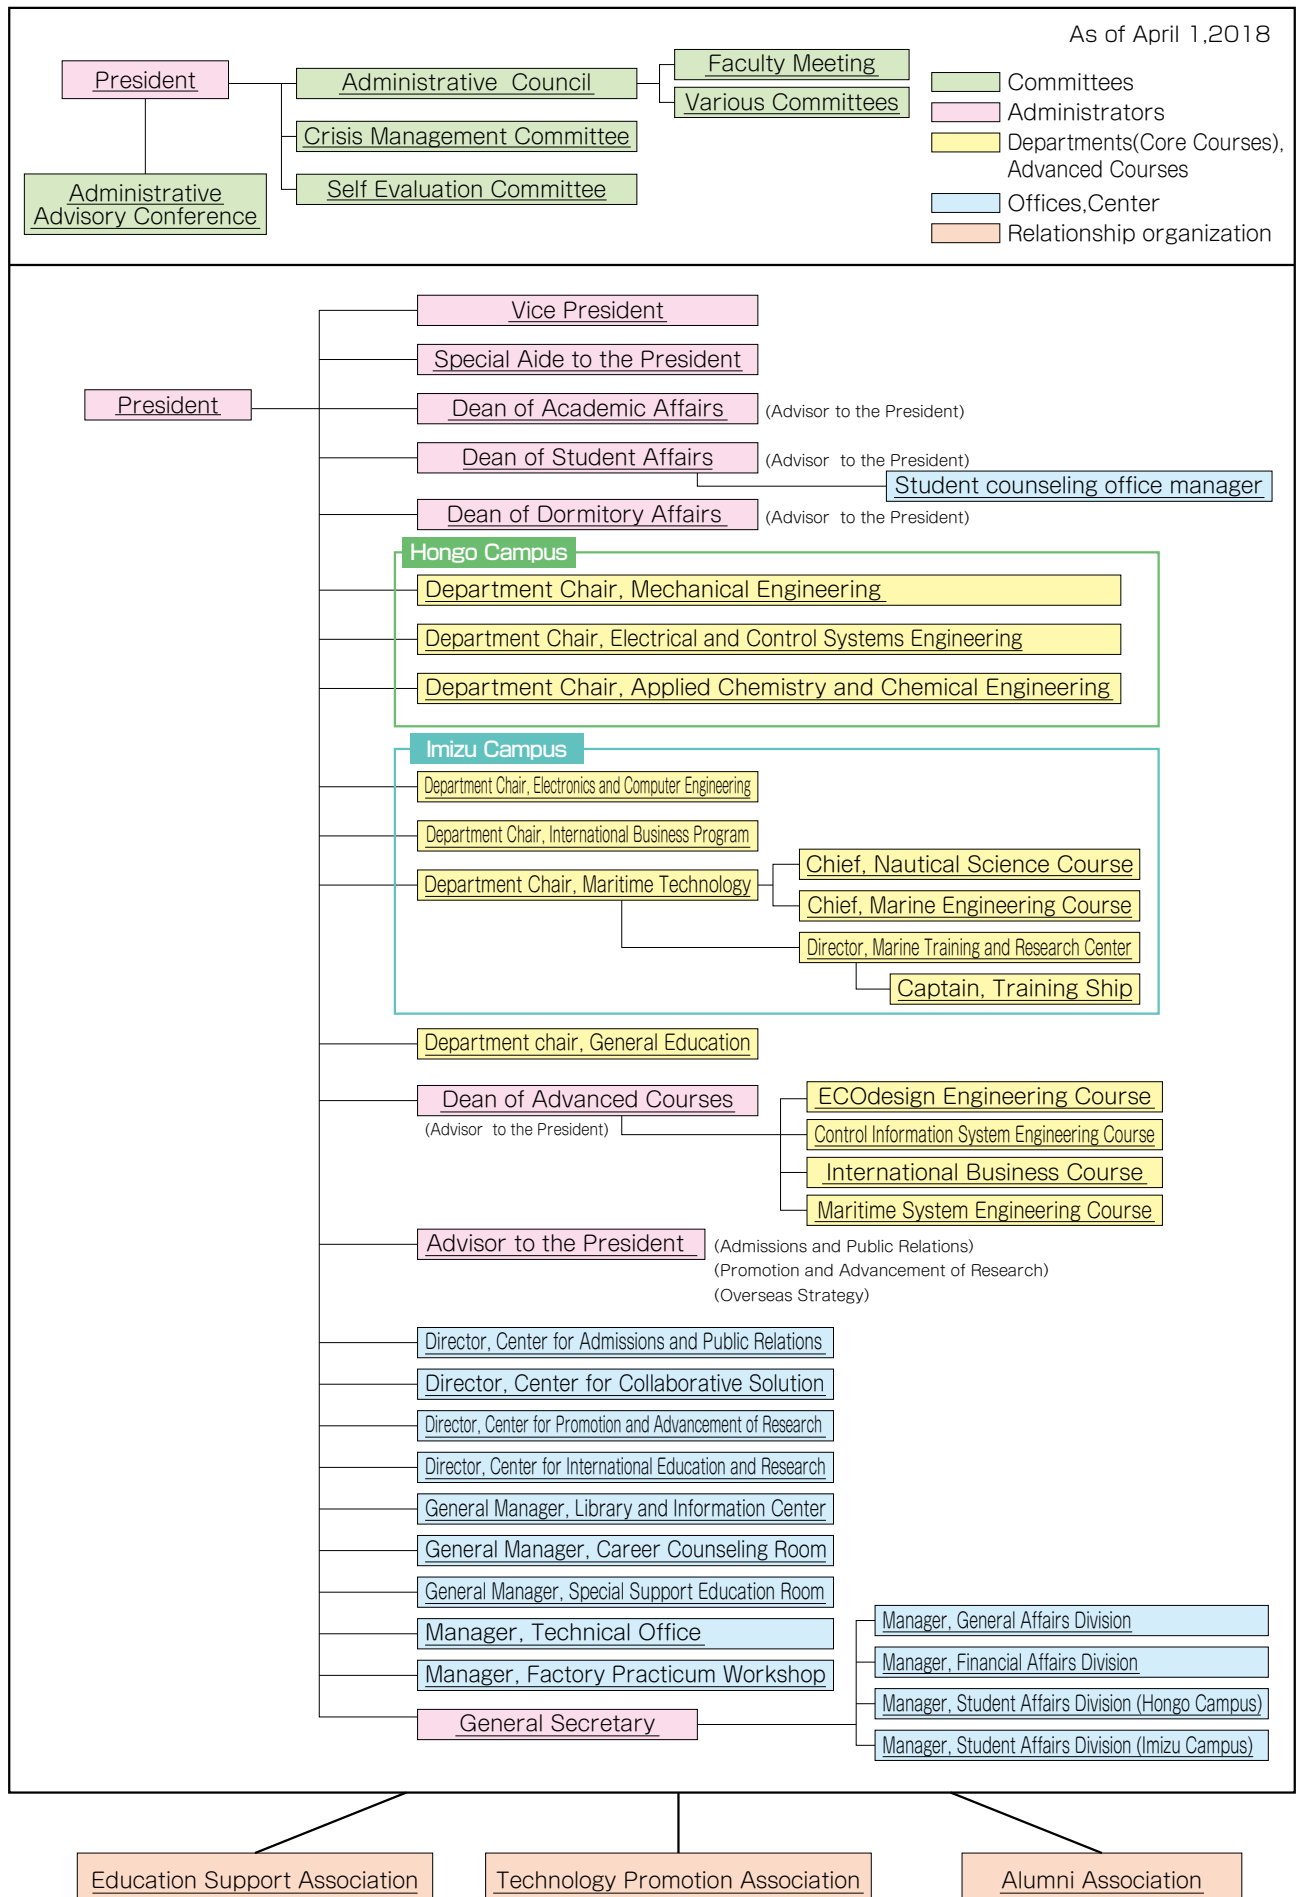 As of April 1,2018
President
Administrative Council
Faculty Meeting
Various Committees
Crisis Management Committee
Self Evaluation Committee
Administrative
Advisory Conference
Committees
Administrators
Departments(Core Courses),
Advanced Courses
Offices,Center
Relationship organization
President
Vice President
Special Aide to the President
Dean of Academic Affairs (Advisor to the President)
Dean of Student Affairs (Advisor to the President)
Student counseling office manager
Dean of Dormitory Affairs (Advisor to the President)
Hongo Campus
Department Chair, Mechanical Engineering
Department Chair, Electrical and Control Systems Engineering
Department Chair, Applied Chemistry and Chemical Engineering
Imizu Campus
Department Chair, Electronics and Computer Engineering
Department Chair, International Business Program
Department Chair, Maritime Technology
Chief, Nautical Science Course
Chief, Marine Engineering Course
Director, Marine Training and Research Center
Captain, Training Ship
Department chair, General Education
Dean of Advanced Courses
(Advisor to the President)
ECOdesign Engineering Course
Control Information System Engineering Course
International Business Course
Maritime System Engineering Course
Advisor to the President (Admissions and Public Relations)
(Promotion and Advancement of Research)
(Overseas Strategy)
Director, Center for Admissions and Public Relations
Director, Center for Collaborative Solution
Director, Center for Promotion and Advancement of Research
Director, Center for International Education and Research
General Manager, Library and Information Center
General Manager, Career Counseling Room
General Manager, Special Support Education Room
Manager, Technical Office
Manager, Factory Practicum Workshop
General Secretary
Manager, General Affairs Division
Manager, Financial Affairs Division
Manager, Student Affairs Division (Hongo Campus)
Manager, Student Affairs Division (Imizu Campus)
Education Support Association
Technology Promotion Association
Alumni Association